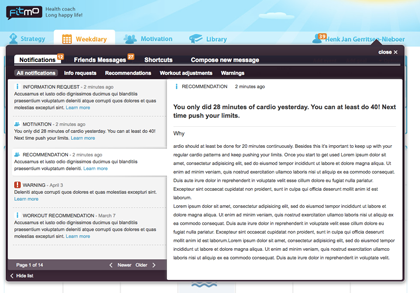 FitMO
Health coach
Long happy life!
Strategy
Weekdiary
Motivation
Library
Henk Jan Gerritsen-Nieuwenh
close ×
Notifications
Friends Messages
Shortcuts
Compose new message
All notifications
Info requests
Recommendations
Workout adjustments
Warnings
INFORMATION REQUEST - 2 minutes ago
Accusamus et iusto odio dignissimos ducimus qui blanditiis
praesentium voluptatum deleniti atque corrupti quos dolores et quas
molestias excepturi sint. Learn more
MOTIVATION - 2 minutes ago
You only did 28 minutes of cardio yesterday. You can at least do 40!
Next time push your limits. Learn more
RECOMMENDATION - 2 minutes ago
Accusamus et iusto odio dignissimos ducimus qui blanditiis
praesentium voluptatum deleniti. Learn more
WARNING - April 3
Deleniti atque corrupti quos dolores et quas molestias excepturi sint.
Learn more
WORKOUT RECOMMENDATION - March 7
Iusto odio dignissimos ducimus corrupti quos dolores et quas
molestias excepturi sint. Learn more
Page 1 of 14
Newer
Older
Hide list
RECOMMENDATION - 2 minutes ago
You only did 28 minutes of cardio yesterday. You can at least do 40! Next
time push your limits.
Why
ardio should at least be done for 20 minutes continuously. Besides this it's important to keep up with your
regular cardio patterns and keep pushing your limits. Once you start to get used Lorem ipsum dolor sit
amet, consectetur adipisicing elit, sed do eiusmod tempor incididunt ut labore et dolore magna aliqua. Ut
enim ad minim veniam, quis nostrud exercitation ullamco laboris nisi ut aliquip ex ea commodo consequat.
Duis aute irure dolor in reprehenderit in voluptate velit esse cillum dolore eu fugiat nulla pariatur.
Excepteur sint occaecat cupidatat non proident, sunt in culpa qui officia deserunt mollit anim id est
laborum.
Lorem ipsum dolor sit amet, consectetur adipisicing elit, sed do eiusmod tempor incididunt ut labore et
dolore magna aliqua. Ut enim ad minim veniam, quis nostrud exercitation ullamco laboris nisi ut aliquip ex
ea commodo consequat. Duis aute irure dolor in reprehenderit in voluptate velit esse cillum dolore eu
fugiat nulla pariatur. Excepteur sint occaecat cupidatat non proident, sunt in culpa qui officia deserunt
mollit anim id est laborum. Lorem ipsum dolor sit amet, consectetur adipisicing elit, sed do eiusmod
tempor incididunt ut labore et dolore magna aliqua. Ut enim ad minim veniam, quis nostrud exercitation
ullamco laboris nisi ut aliquip ex ea commodo consequat. Duis aute irure dolor in reprehenderit in